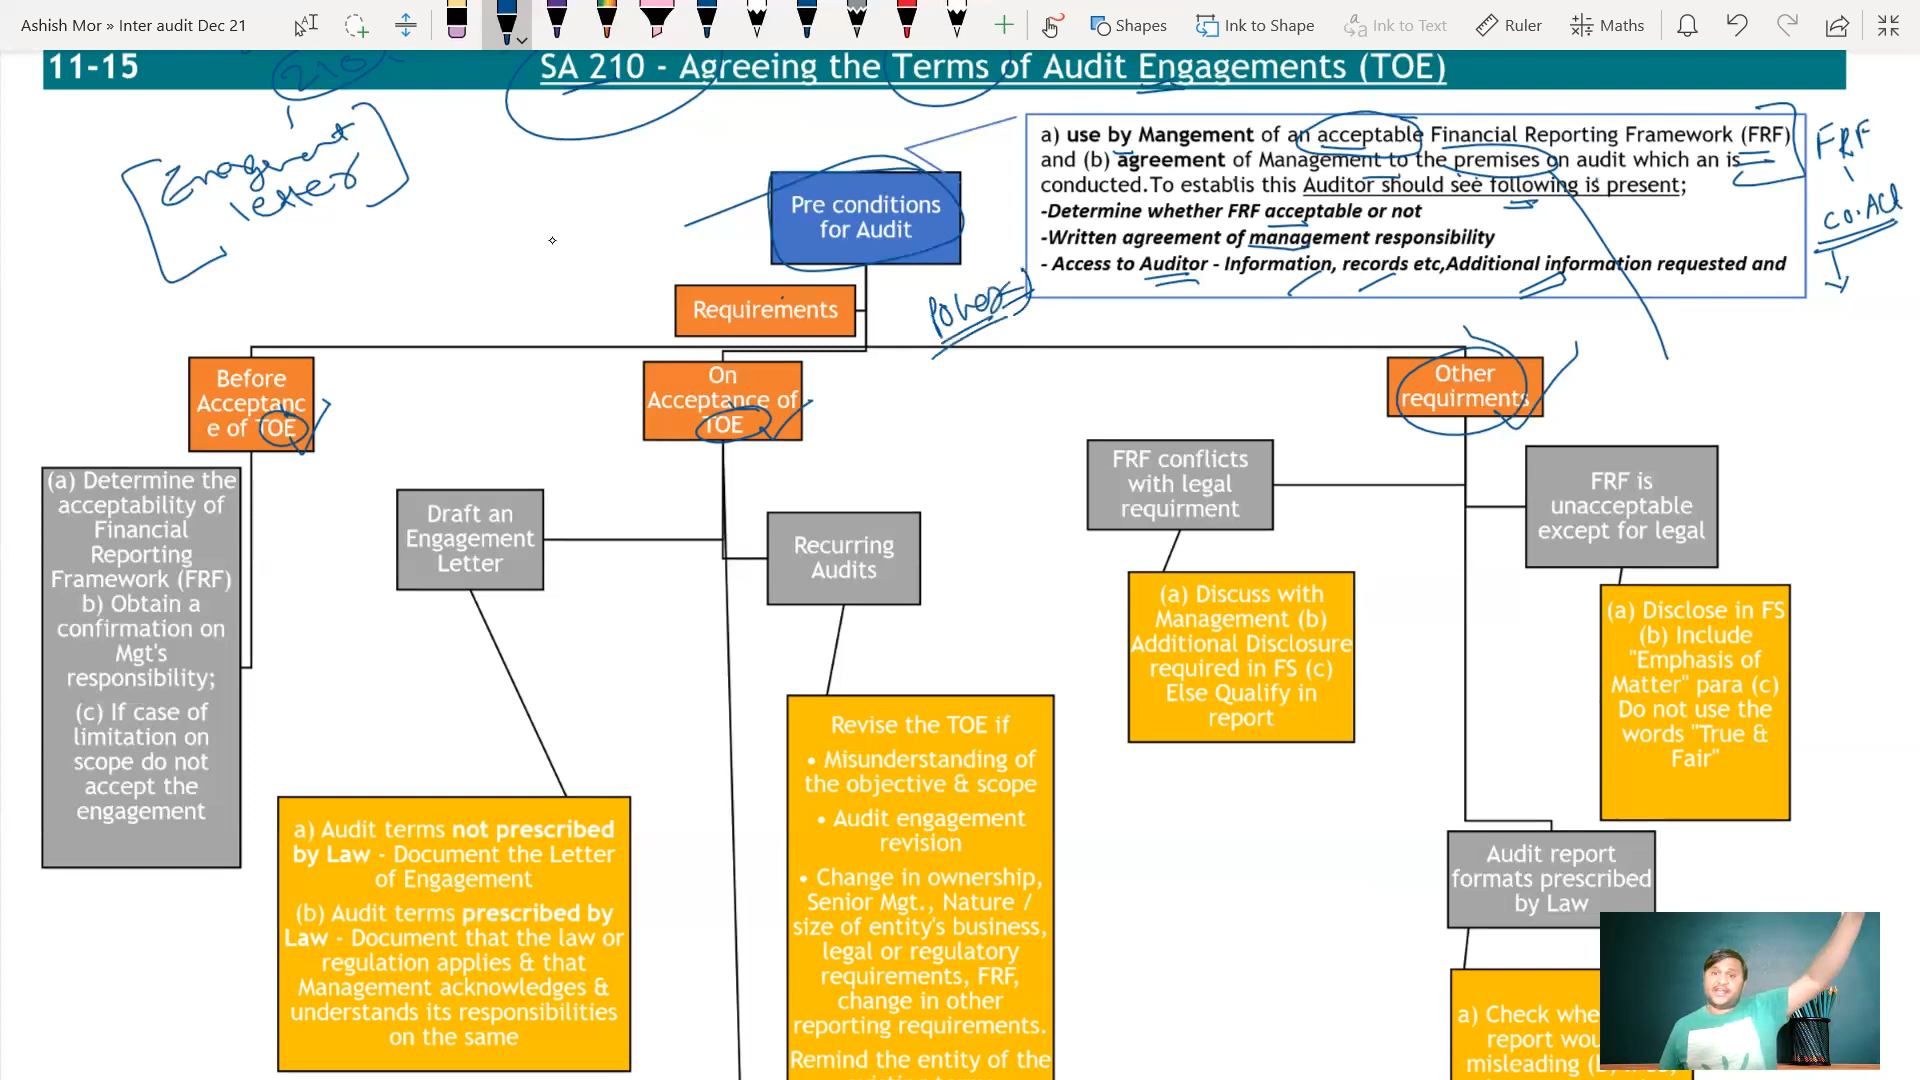 Ashish Mor » Inter audit Dec 21
Shapes
Ink to Shape
Ink to Text
Ruler
Maths
11-15
SA 210 - Agreeing the Terms of Audit Engagements (TOE)
210
Enagement
letter
a) use by Mangement of an acceptable Financial Reporting Framework (FRF)
and (b) agreement of Management to the premises on audit which an is
conducted.To establis this Auditor should see following is present;
-Determine whether FRF acceptable or not
-Written agreement of management responsibility
- Access to Auditor - Information, records etc,Additional information requested and
FRF
co. Act
Pre conditions
for Audit
Requirements
Before
Acceptanc
e of TOE
On
Acceptance of
TOE
Other
requirments
(a) Determine the
acceptability of
Financial
Reporting
Framework (FRF)
b) Obtain a
confirmation on
Mgt's
responsibility;
(c) If case of
limitation on
scope do not
accept the
engagement
Draft an
Engagement
Letter
Recurring
Audits
FRF conflicts
with legal
requirment
FRF is
unacceptable
except for legal
a) Audit terms not prescribed
by Law - Document the Letter
of Engagement
(b) Audit terms prescribed by
Law - Document that the law or
regulation applies & that
Management acknowledges &
understands its responsibilities
on the same
Revise the TOE if
• Misunderstanding of
the objective & scope
• Audit engagement
revision
• Change in ownership,
Senior Mgt., Nature /
size of entity's business,
legal or regulatory
requirements, FRF,
change in other
reporting requirements.
Remind the entity of the
(a) Discuss with
Management (b)
Additional Disclosure
required in FS (c)
Else Qualify in
report
(a) Disclose in FS
(b) Include
"Emphasis of
Matter" para (c)
Do not use the
words "True &
Fair"
Audit report
formats prescribed
by Law
a) Check whe
report wou
misleading (b)